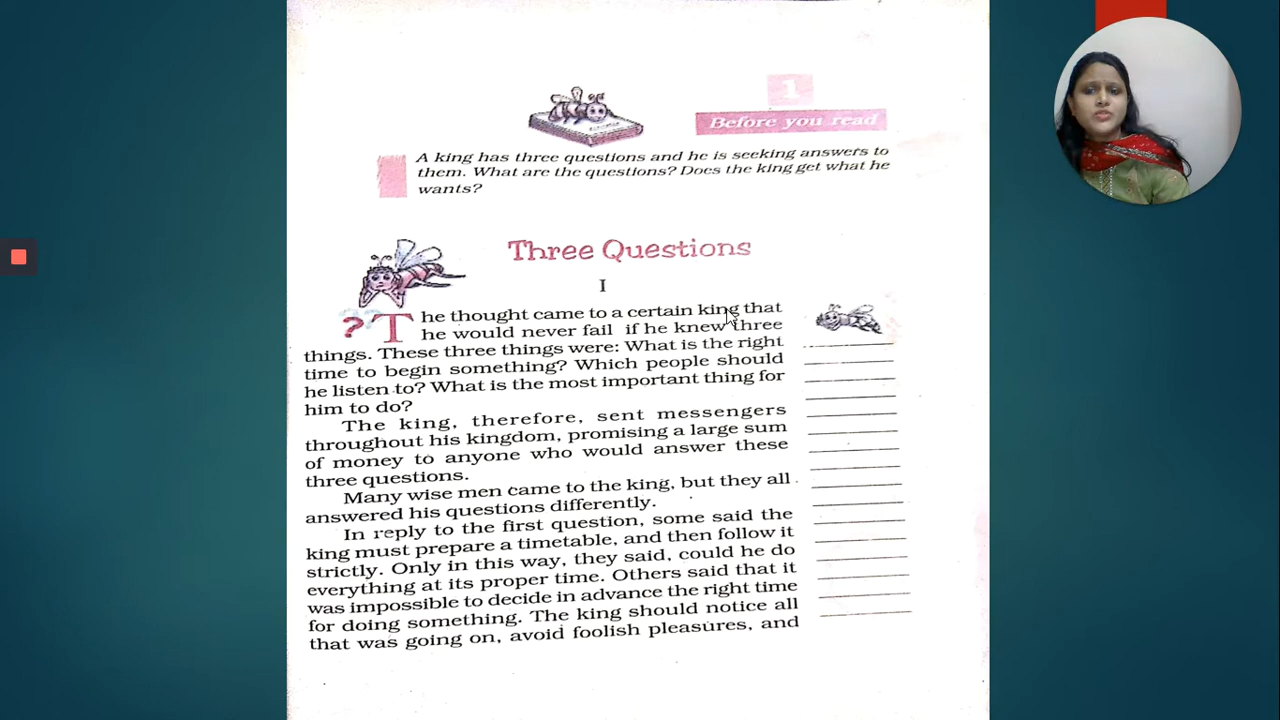 1
Before you read
A king has three questions and he is seeking answers to
them. What are the questions? Does the king get what he
wants?
Three Questions
I
? The thought came to a certain king that
he would never fail if he knew three
things. These three things were: What is the right
time to begin something? Which people should
he listen to? What is the most important thing for
him to do?
The king, therefore, sent messengers
throughout his kingdom, promising a large sum
of money to anyone who would answer these
three questions.
Many wise men came to the king, but they all
answered his questions differently.
In reply to the first question, some said the
king must prepare a timetable, and then follow it
strictly. Only in this way, they said, could he do
everything at its proper time. Others said that it
was impossible to decide in advance the right time
for doing something. The king should notice all
that was going on, avoid foolish pleasures, and